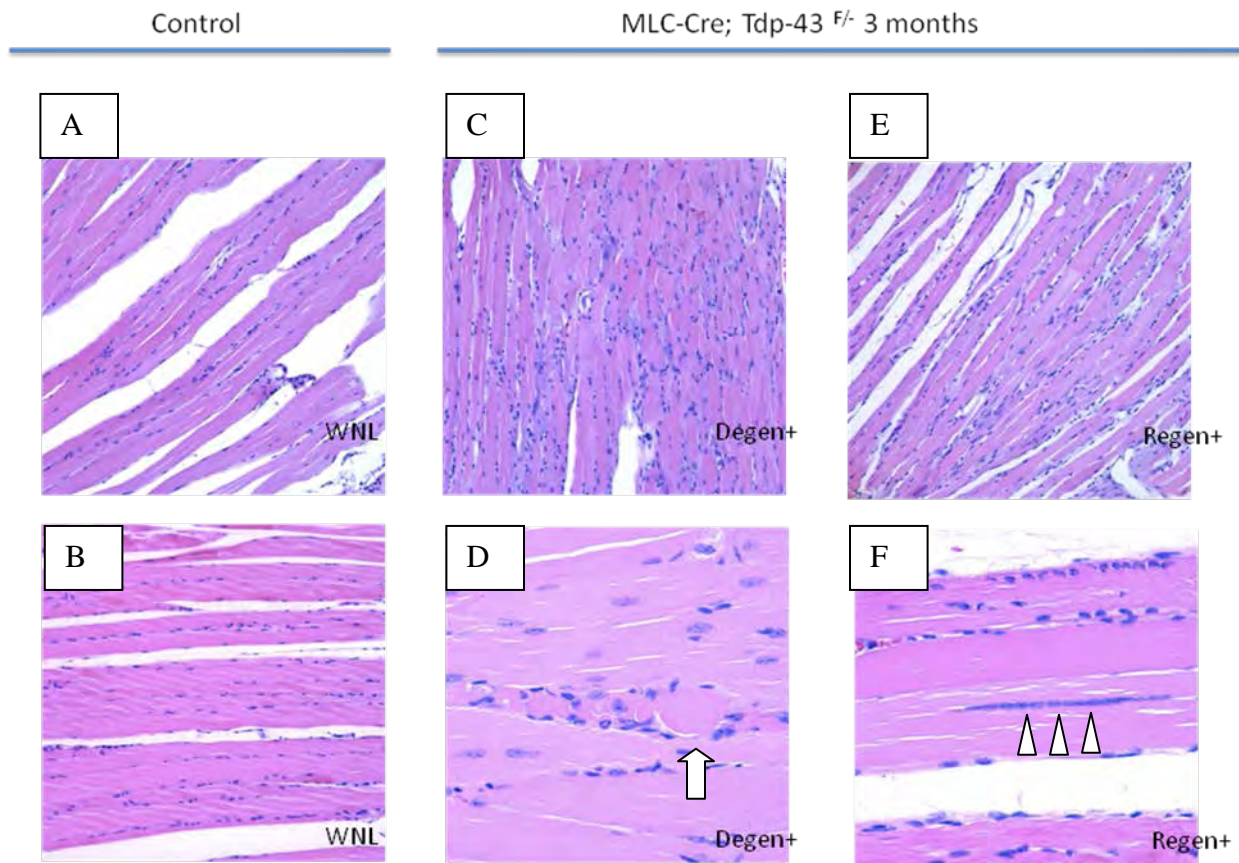 Control
MLC-Cre; Tdp-43 F/- 3 months
A
C
E
WNL
Degen+
Regen+
B
D
F
WNL
Degen+
Regen+